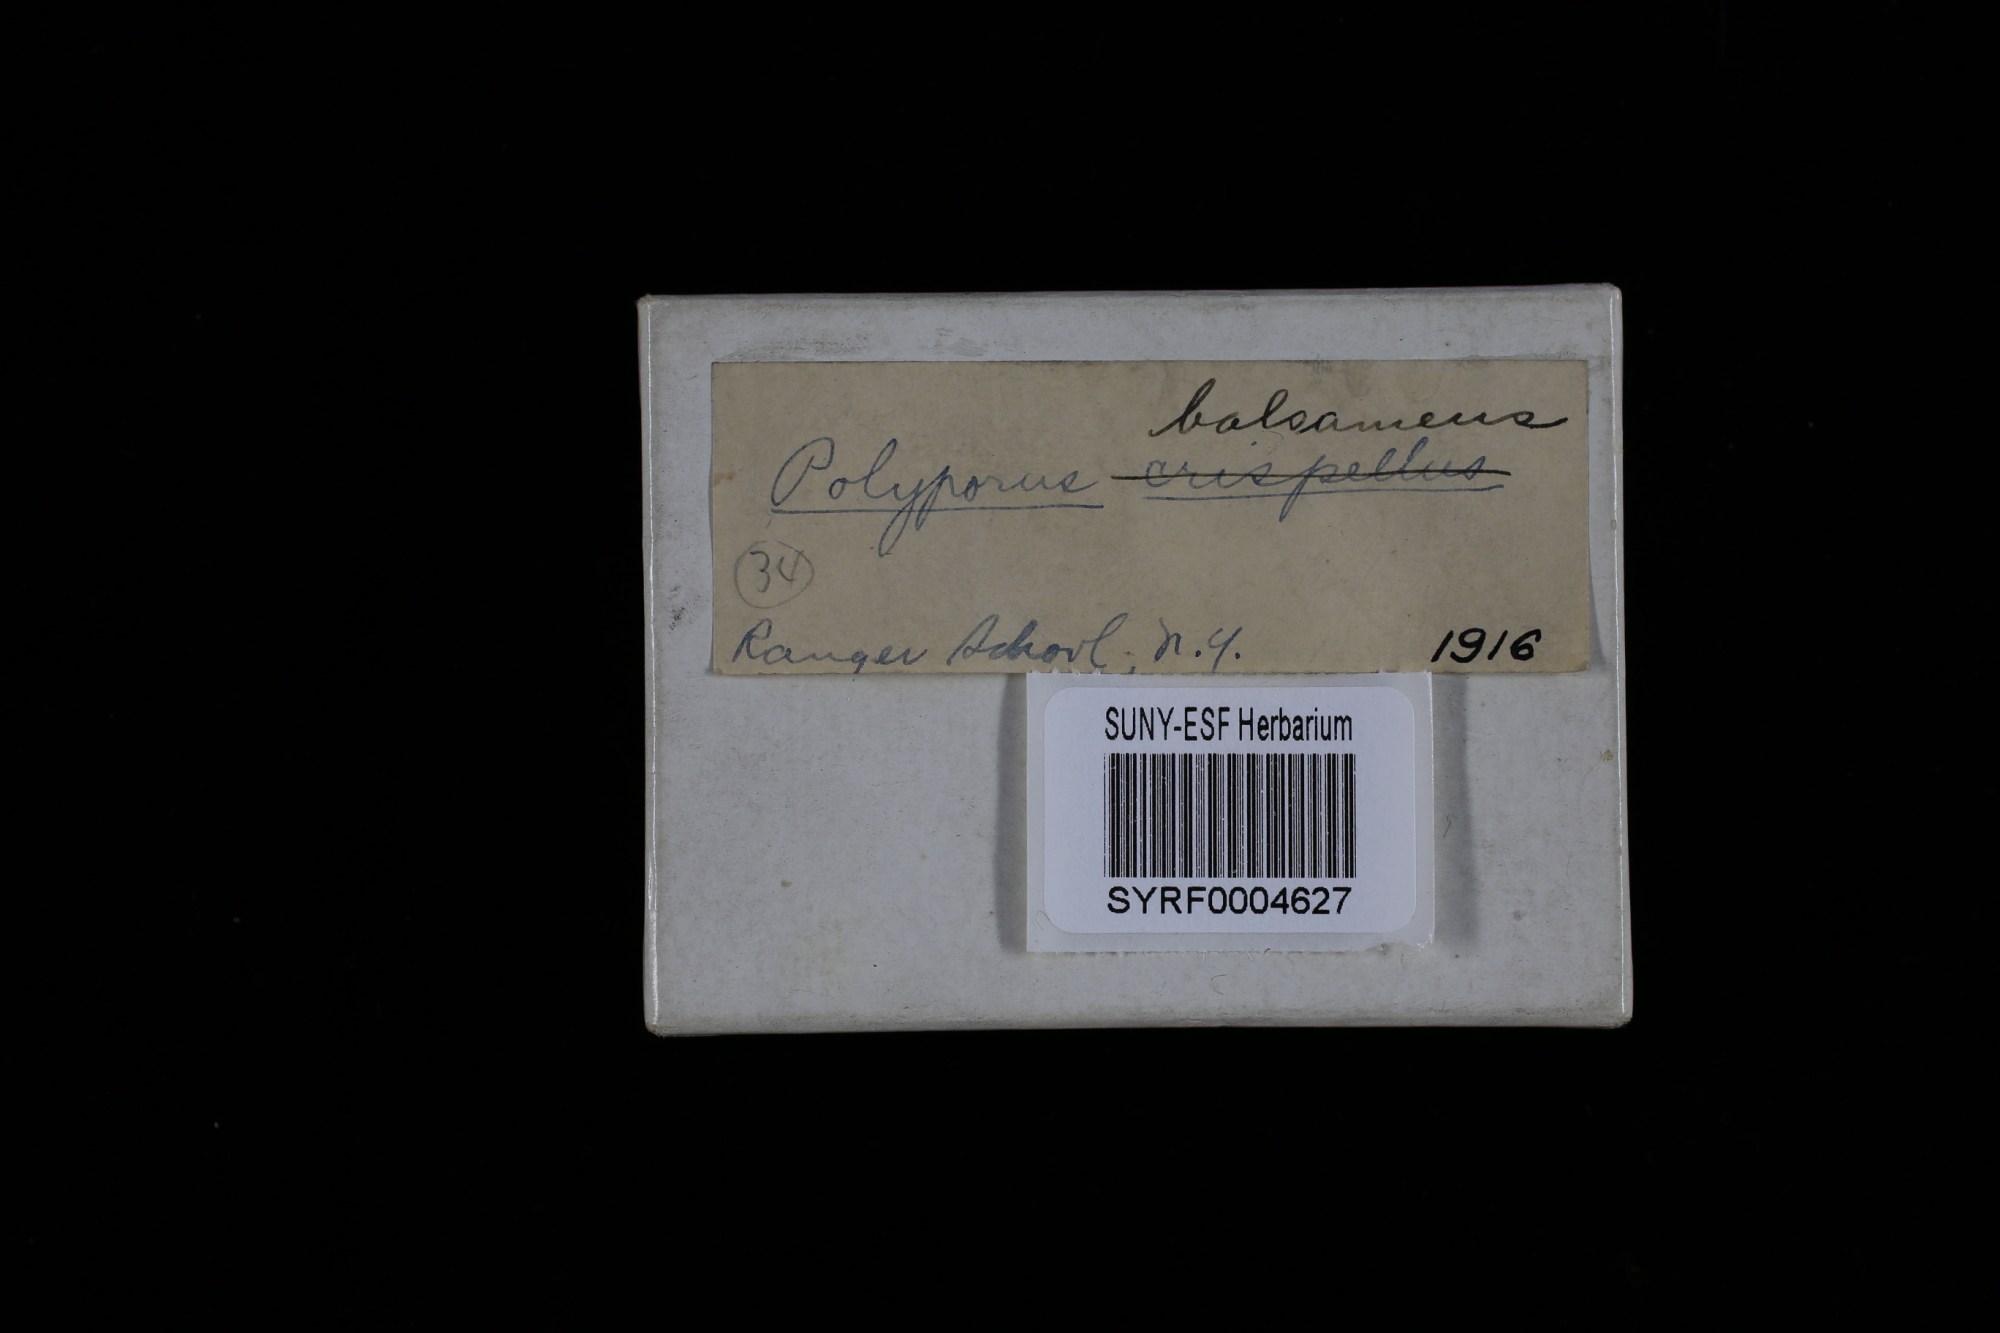 balsameus
Polyporus crispellus
34
Ranger School, N.Y. 1916
SUNY-ESF Herbarium
SYRF0004627